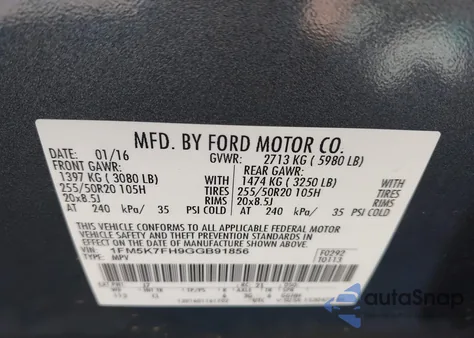 MFD. BY FORD MOTOR CO.
DATE: 01/16 GVWR: 2713 KG ( 5980 LB)
FRONT GAWR: REAR GAWR:
1397 KG ( 3080 LB) WITH 1474 KG ( 3250 LB) WITH
255/50R20 105H TIRES 255/50R20 105H TIRES
20x8.5J RIMS 20x8.5J RIMS
AT 240 kPa/ 35 PSI COLD AT 240 kPa/ 35 PSI COLD
THIS VEHICLE CONFORMS TO ALL APPLICABLE FEDERAL MOTOR
VEHICLE SAFETY AND THEFT PREVENTION STANDARDS IN EFFECT ON
THE DATE OF MANUFACTURE SHOWN ABOVE.
VIN: 1FM5K7FH9GGB91856 F0292
TYPE: MPV 10113
autoSnap